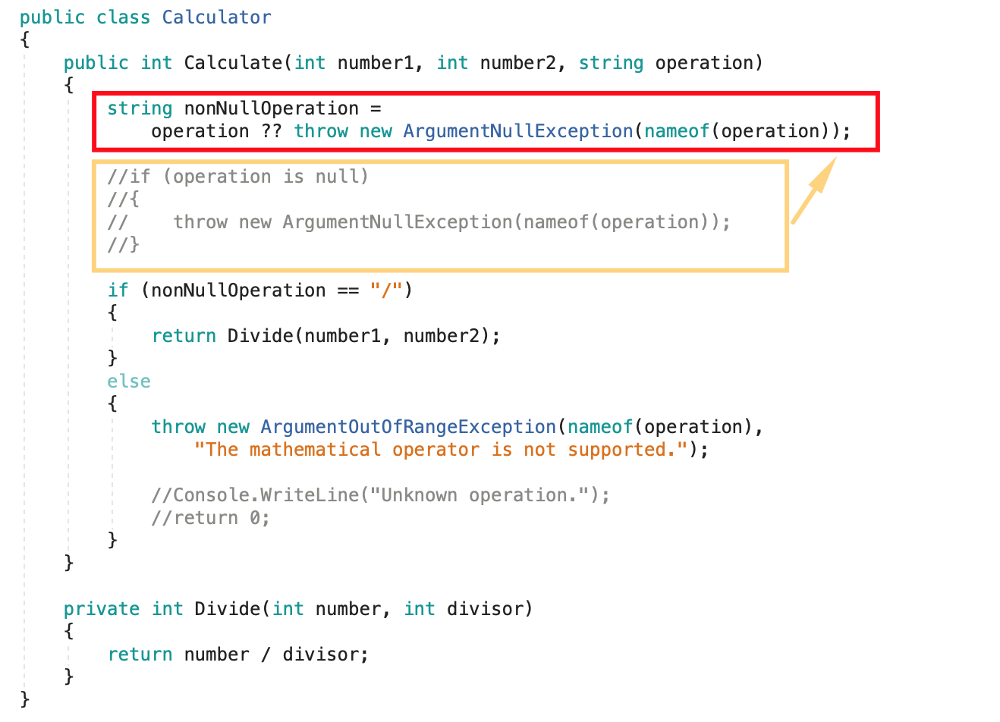 public class Calculator
{
    public int Calculate(int number1, int number2, string operation)
    {
        string nonNullOperation =
            operation ?? throw new ArgumentNullException(nameof(operation));
        //if (operation is null)
        //{
        //    throw new ArgumentNullException(nameof(operation));
        //}
        if (nonNullOperation == "/")
        {
            return Divide(number1, number2);
        }
        else
        {
            throw new ArgumentOutOfRangeException(nameof(operation),
                "The mathematical operator is not supported.");
            //Console.WriteLine("Unknown operation.");
            //return 0;
        }
    }
    private int Divide(int number, int divisor)
    {
        return number / divisor;
    }
}